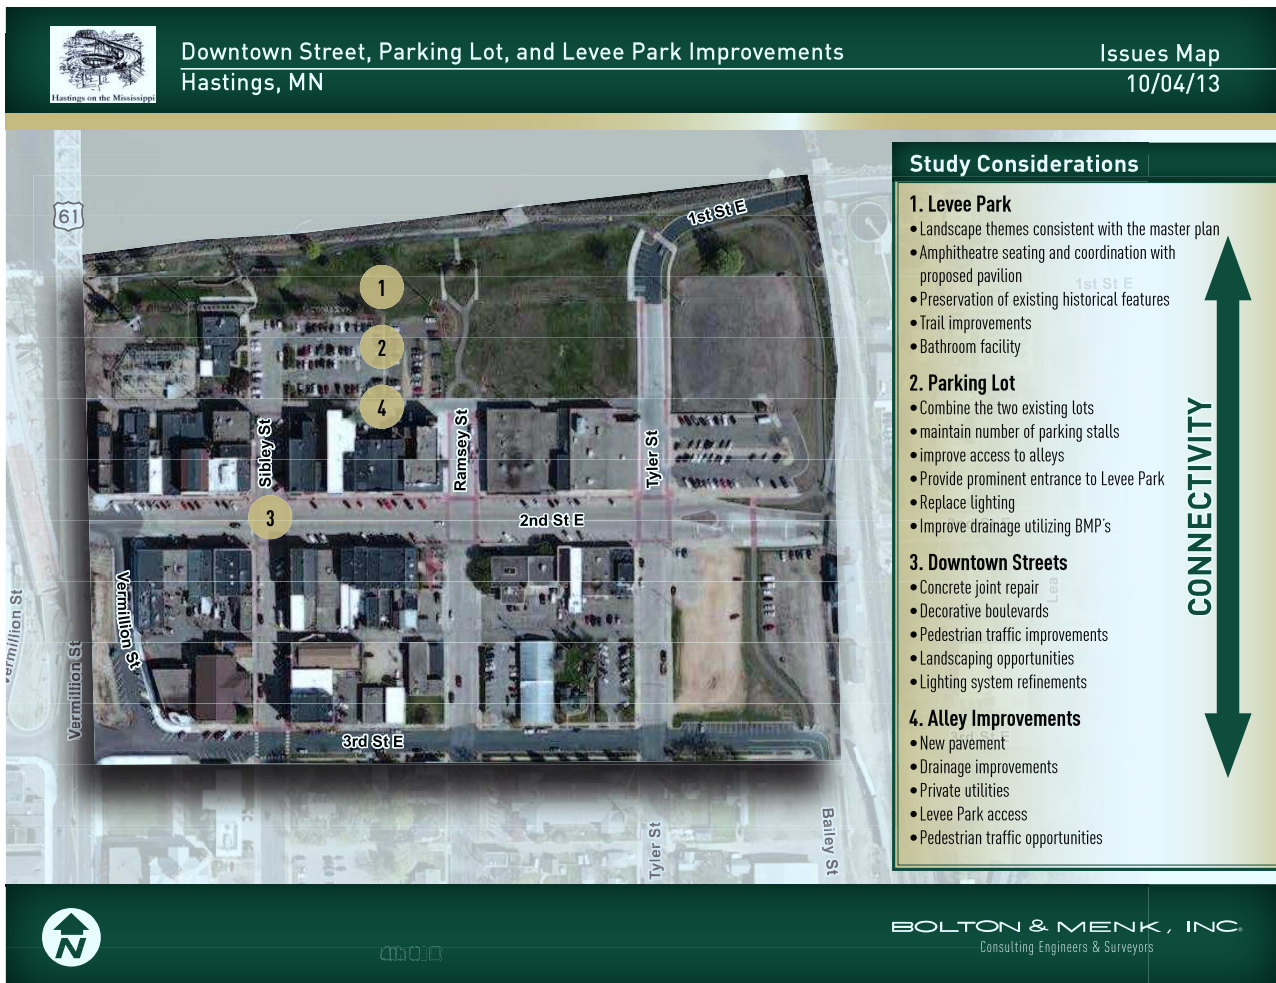 Downtown Street, Parking Lot, and Levee Park Improvements
Hastings, MN
Issues Map
10/04/13
Hastings on the Mississippi
61
1st St E
1
2
4
3
Sibley St
Ramsey St
Tyler St
2nd St E
Vermillion St
Vermillion St
Vermillion St
3rd St E
Tyler St
Bailey St
Study Considerations
1. Levee Park
•Landscape themes consistent with the master plan
•Amphitheatre seating and coordination with
proposed pavilion
•Preservation of existing historical features
•Trail improvements
•Bathroom facility
2. Parking Lot
•Combine the two existing lots
•maintain number of parking stalls
•improve access to alleys
•Provide prominent entrance to Levee Park
•Replace lighting
•Improve drainage utilizing BMP's
3. Downtown Streets
•Concrete joint repair
•Decorative boulevards
•Pedestrian traffic improvements
•Landscaping opportunities
•Lighting system refinements
4. Alley Improvements
•New pavement
•Drainage improvements
•Private utilities
•Levee Park access
•Pedestrian traffic opportunities
CONNECTIVITY
1st St E
Lea
3rd St E
N
BOLTON & MENK, INC.®
Consulting Engineers & Surveyors